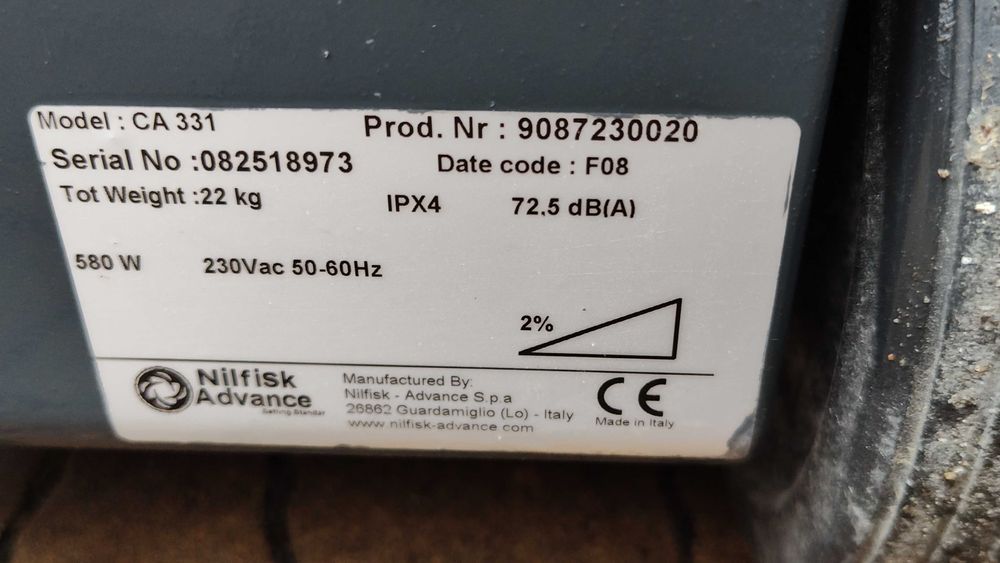 Model : CA 331
Prod. Nr : 9087230020
Serial No :082518973
Date code : F08
Tot Weight :22 kg
IPX4
72,5 dB(A)
580 W
230Vac 50-60Hz
2%
Nilfisk
Advance
Setting Standar
Manufactured By:
Nilfisk - Advance S.p.a
26862 Guardamiglio (Lo) - Italy
www.nilfisk-advance.com
CE
Made in Italy